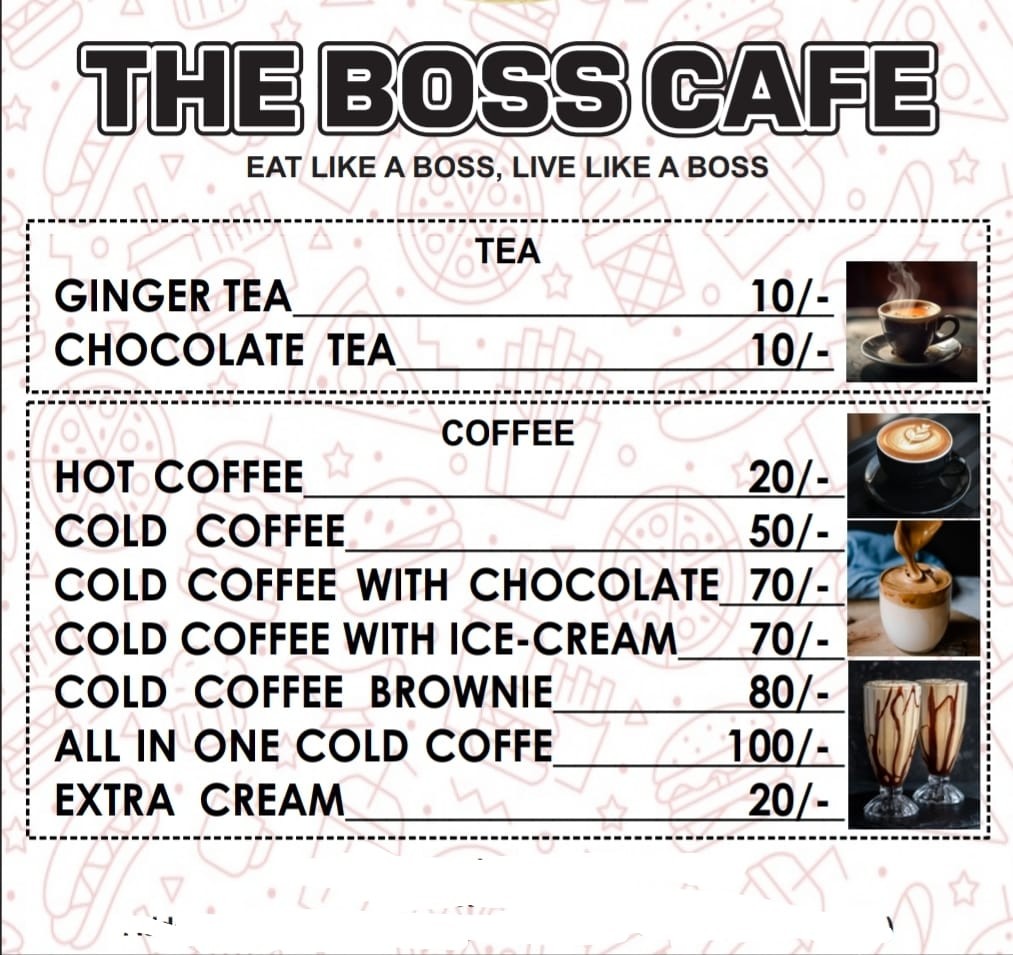 THE BOSS CAFE
EAT LIKE A BOSS, LIVE LIKE A BOSS
TEA
GINGER TEA 10/-
CHOCOLATE TEA 10/-
COFFEE
HOT COFFEE 20/-
COLD COFFEE 50/-
COLD COFFEE WITH CHOCOLATE 70/-
COLD COFFEE WITH ICE-CREAM 70/-
COLD COFFEE BROWNIE 80/-
ALL IN ONE COLD COFFE 100/-
EXTRA CREAM 20/-